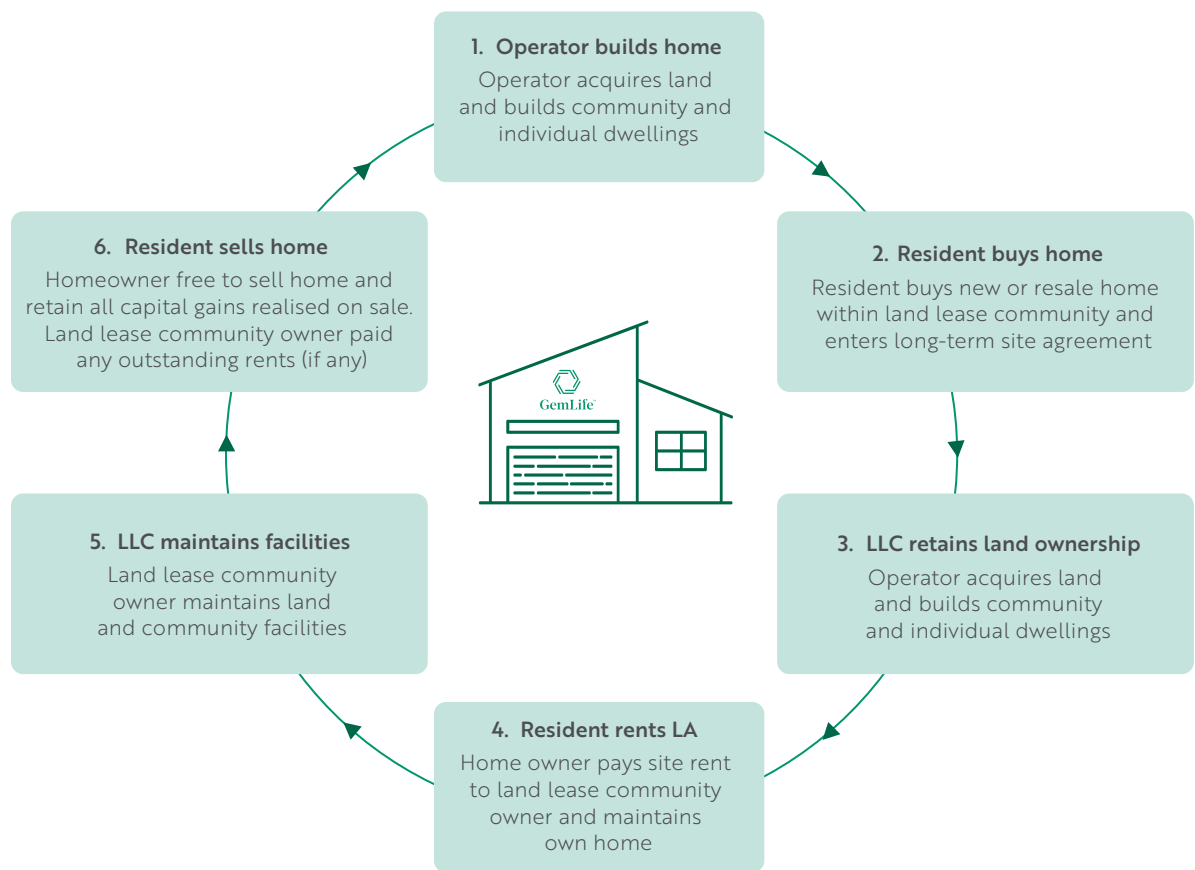 1. Operator builds home
Operator acquires land
and builds community and
individual dwellings
2. Resident buys home
Resident buys new or resale home
within land lease community and
enters long-term site agreement
3. LLC retains land ownership
Operator acquires land
and builds community
and individual dwellings
4. Resident rents LA
Home owner pays site rent
to land lease community
owner and maintains
own home
5. LLC maintains facilities
Land lease community
owner maintains land
and community facilities
6. Resident sells home
Homeowner free to sell home and
retain all capital gains realised on sale.
Land lease community owner paid
any outstanding rents (if any)
GemLife™